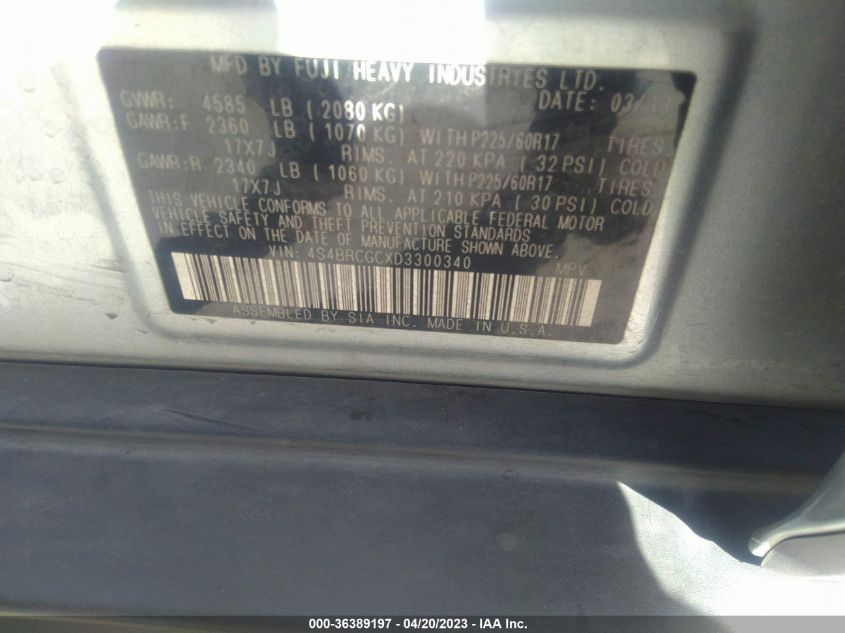 MFD BY FUJI HEAVY INDUSTRIES LTD.
GVWR: 4585 LB ( 2080 KG) DATE: 03/13
GAWR:F 2360 LB ( 1070 KG) WITH P225/60R17 TIRES
17X7J RIMS. AT 220 KPA ( 32 PSI) COLD
GAWR:R 2340 LB ( 1060 KG) WITH P225/60R17 TIRES
17X7J RIMS. AT 210 KPA ( 30 PSI) COLD
THIS VEHICLE CONFORMS TO ALL APPLICABLE FEDERAL MOTOR
VEHICLE SAFETY AND THEFT PREVENTION STANDARDS
IN EFFECT ON THE DATE OF MANUFACTURE SHOWN ABOVE.
VIN: 4S4BRCGCXD3300340 MPV
ASSEMBLED BY SIA INC. MADE IN U.S.A.
000-36389197 - 04/20/2023 - IAA Inc.